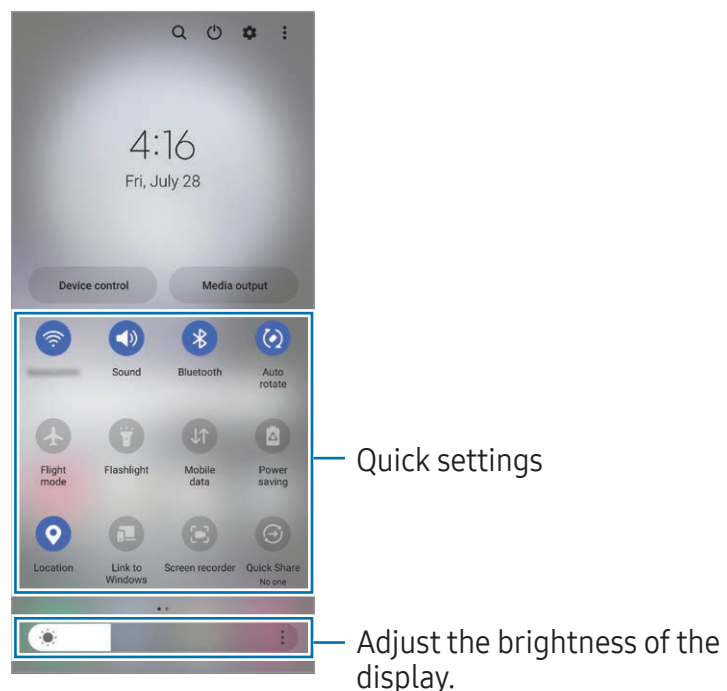 4:16
Fri, July 28
Device control
Media output
Sound
Bluetooth
Auto
rotate
Flight
mode
Flashlight
Mobile
data
Power
saving
Location
Link to
Windows
Screen recorder
Quick Share
No one
Quick settings
Adjust the brightness of the
display.